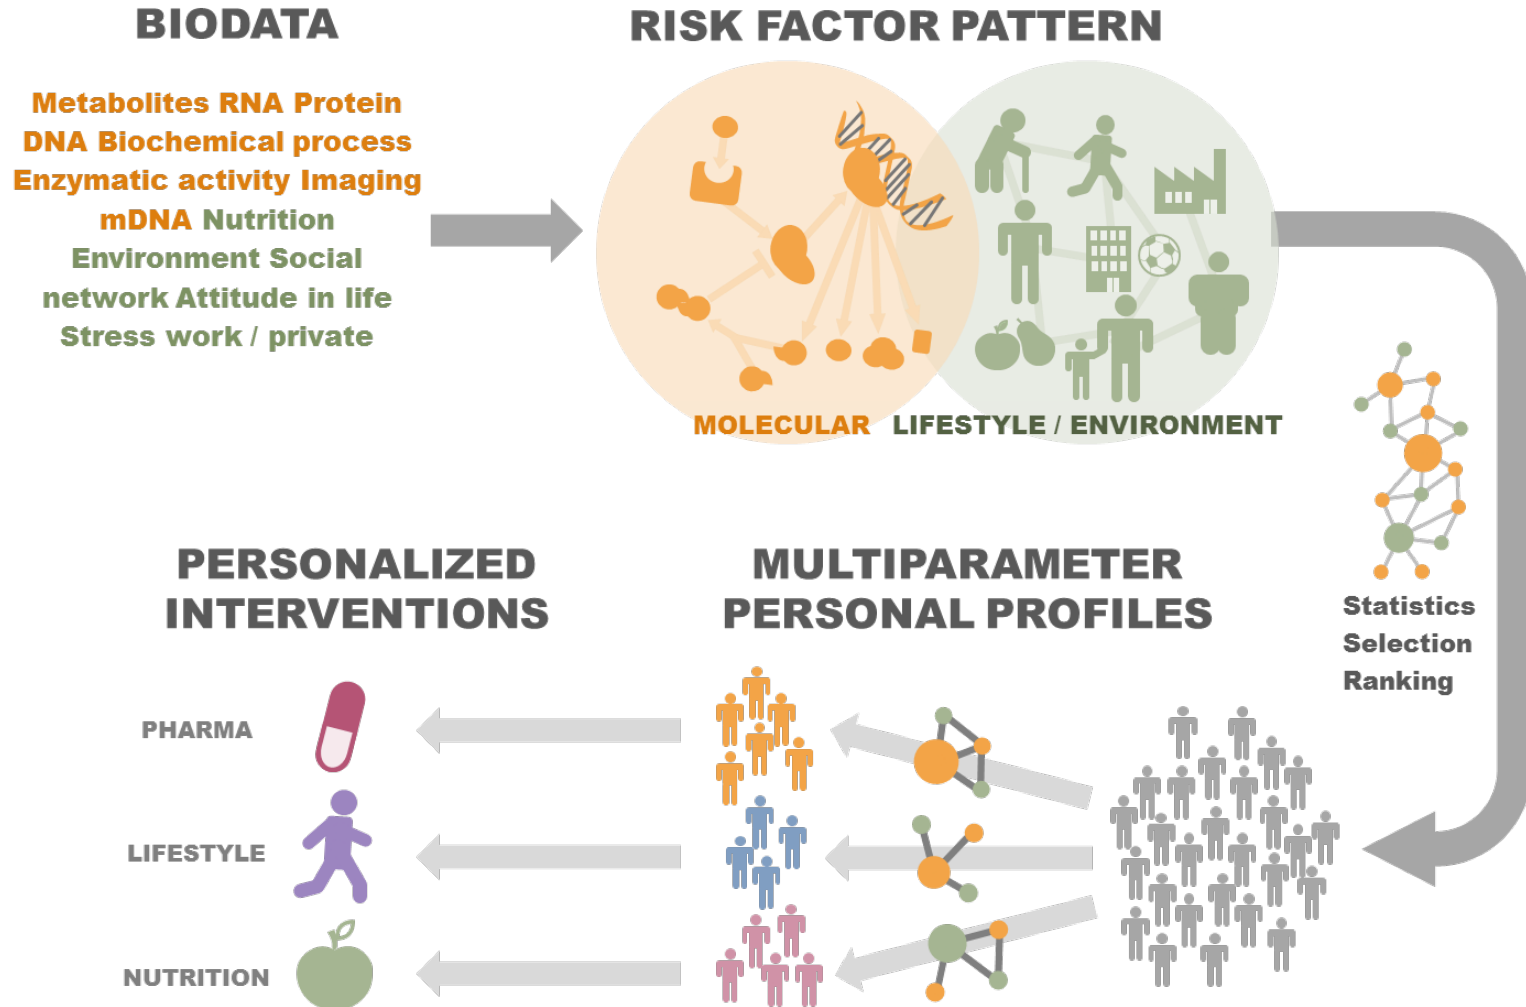 BIODATA
Metabolites RNA Protein
DNA Biochemical process
Enzymatic activity Imaging
mDNA Nutrition
Environment Social
network Attitude in life
Stress work / private
RISK FACTOR PATTERN
MOLECULAR
LIFESTYLE / ENVIRONMENT
Statistics
Selection
Ranking
MULTIPARAMETER
PERSONAL PROFILES
PERSONALIZED
INTERVENTIONS
PHARMA
LIFESTYLE
NUTRITION